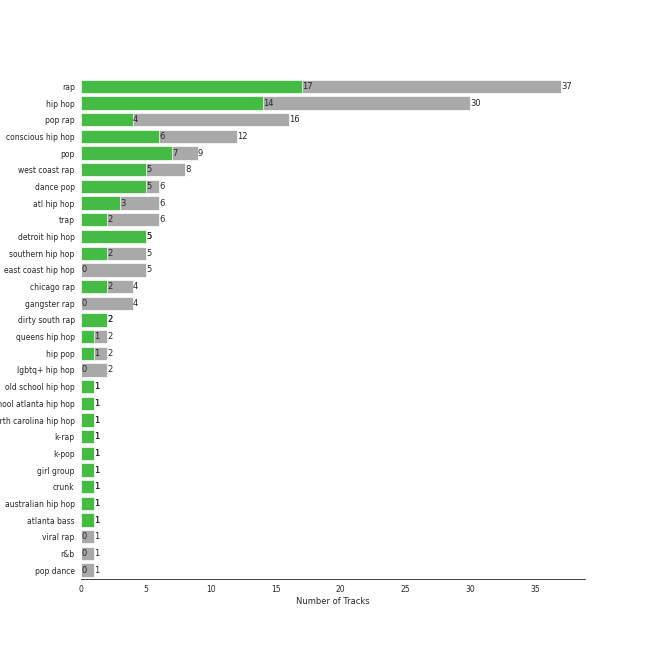 rap 17 37
hip hop 14 30
pop rap 4 16
conscious hip hop 6 12
pop 7 9
west coast rap 5 8
dance pop 5 6
atl hip hop 3 6
trap 2 6
detroit hip hop 5
southern hip hop 2 5
east coast hip hop 0 5
chicago rap 2 4
gangster rap 0 4
dirty south rap 2
queens hip hop 1 2
hip pop 1 2
lgbtq+ hip hop 0 2
old school hip hop 1
atlanta hip hop 1
carolina hip hop 1
k-rap 1
k-pop 1
girl group 1
crunk 1
australian hip hop 1
atlanta bass 1
viral rap 0 1
r&b 0 1
pop dance 0 1
0 5 10 15 20 25 30 35
Number of Tracks